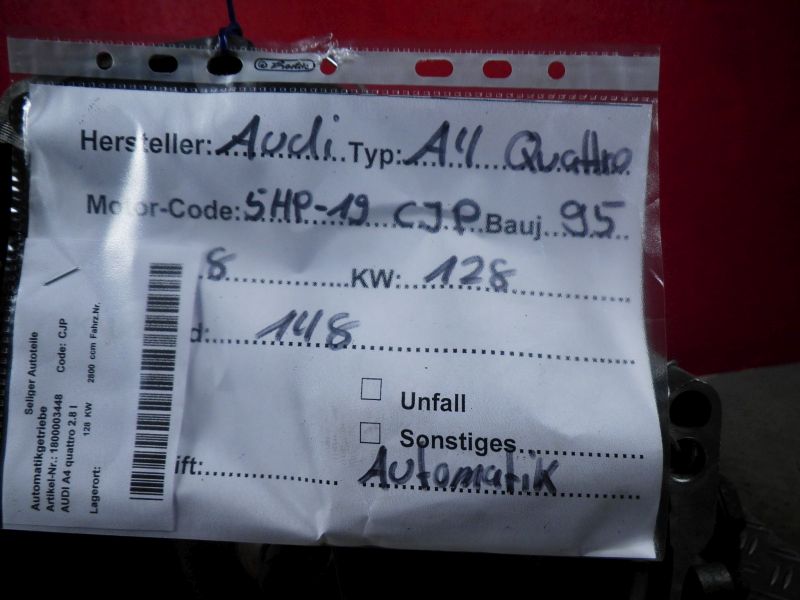 Herlitz
Hersteller: Audi Typ: A4 Quattro
Motor-Code: 5HP-19 CJP Bauj. 95
8 KW: 128
d: 148
Unfall
Sonstiges
ift: Automatik
Seliger Autoteile
Automatikgetriebe
Artikel-Nr.: 1800003448 Code: CJP
AUDI A4 quattro 2.8 l
128 KW 2800 ccm Fahrz.Nr.
Lagerort: